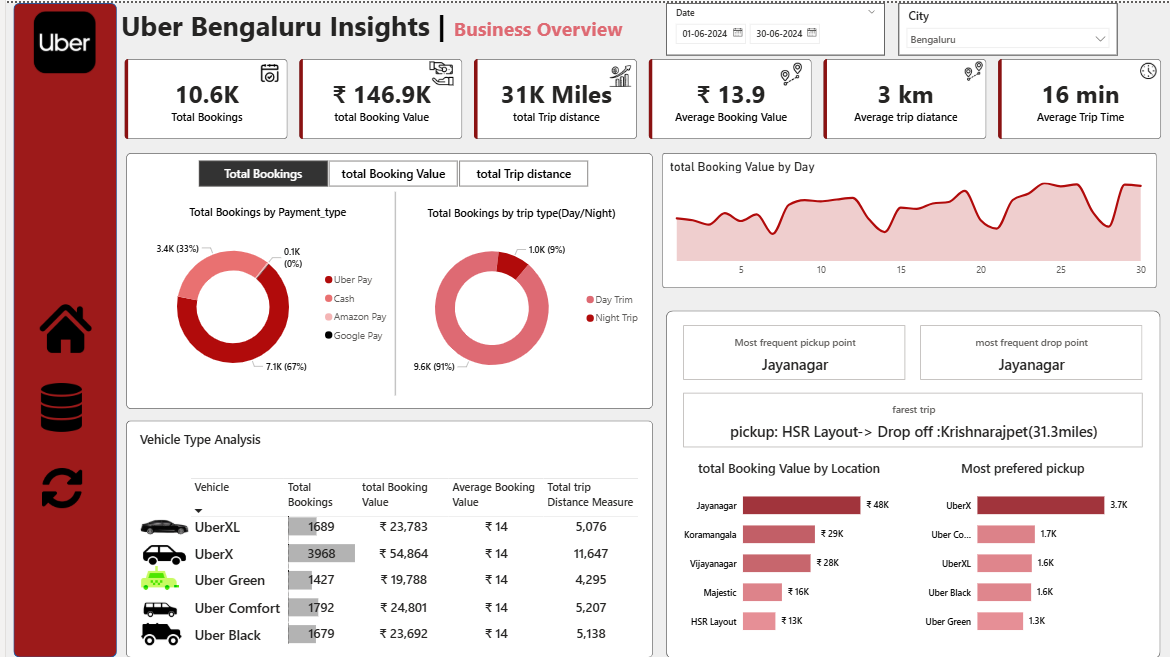 Uber
Uber Bengaluru Insights | Business Overview
Date
01-06-2024
30-06-2024
City
Bengaluru
10.6K
Total Bookings
₹ 146.9K
total Booking Value
31K Miles
total Trip distance
₹ 13.9
Average Booking Value
3 km
Average trip diatance
16 min
Average Trip Time
Total Bookings
total Booking Value
total Trip distance
Total Bookings by Payment_type
3.4K (33%)
0.1K
(0%)
7.1K (67%)
Uber Pay
Cash
Amazon Pay
Google Pay
Total Bookings by trip type(Day/Night)
1.0K (9%)
9.6K (91%)
Day Trim
Night Trip
total Booking Value by Day
5 10 15 20 25 30
Most frequent pickup point
Jayanagar
most frequent drop point
Jayanagar
farest trip
pickup: HSR Layout-> Drop off :Krishnarajpet(31.3miles)
total Booking Value by Location
Jayanagar ₹ 48K
Koramangala ₹ 29K
Vijayanagar ₹ 28K
Majestic ₹ 16K
HSR Layout ₹ 13K
Most prefered pickup
UberX 3.7K
Uber Co... 1.7K
UberXL 1.6K
Uber Black 1.6K
Uber Green 1.3K
Vehicle Type Analysis
Vehicle
Total
Bookings
total Booking
Value
Average Booking
Value
Total trip
Distance Measure
UberXL 1689 ₹ 23,783 ₹ 14 5,076
UberX 3968 ₹ 54,864 ₹ 14 11,647
Uber Green 1427 ₹ 19,788 ₹ 14 4,295
Uber Comfort 1792 ₹ 24,801 ₹ 14 5,207
Uber Black 1679 ₹ 23,692 ₹ 14 5,138